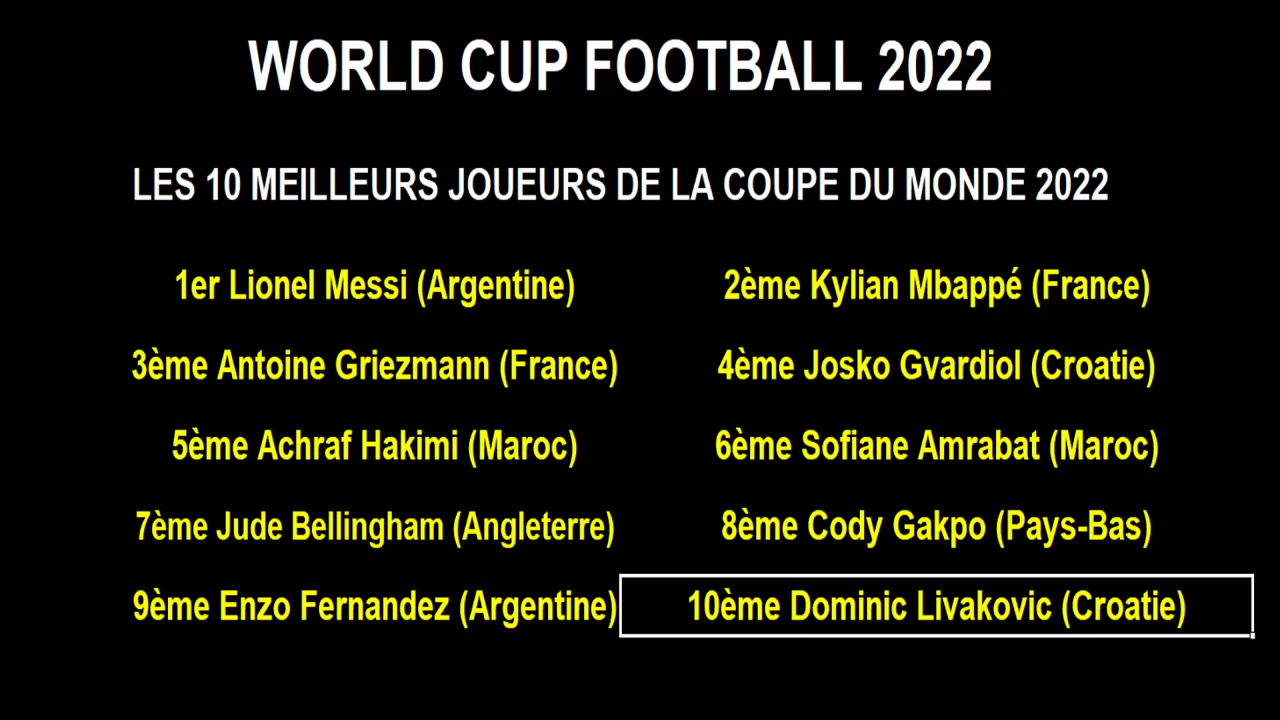 WORLD CUP FOOTBALL 2022
LES 10 MEILLEURS JOUEURS DE LA COUPE DU MONDE 2022
1er Lionel Messi (Argentine)
2ème Kylian Mbappé (France)
3ème Antoine Griezmann (France)
4ème Josko Gvardiol (Croatie)
5ème Achraf Hakimi (Maroc)
6ème Sofiane Amrabat (Maroc)
7ème Jude Bellingham (Angleterre)
8ème Cody Gakpo (Pays-Bas)
9ème Enzo Fernandez (Argentine)
10ème Dominic Livakovic (Croatie)